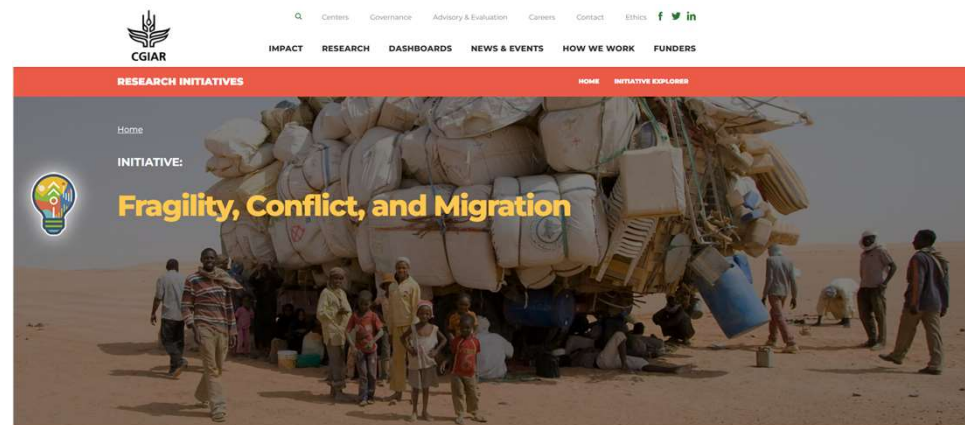 Centers Governance Advisory & Evaluation Careers Contact Ethics
CGIAR
IMPACT RESEARCH DASHBOARDS NEWS & EVENTS HOW WE WORK FUNDERS
RESEARCH INITIATIVES HOME INITIATIVE EXPLORER
Home
INITIATIVE:
Fragility, Conflict, and Migration